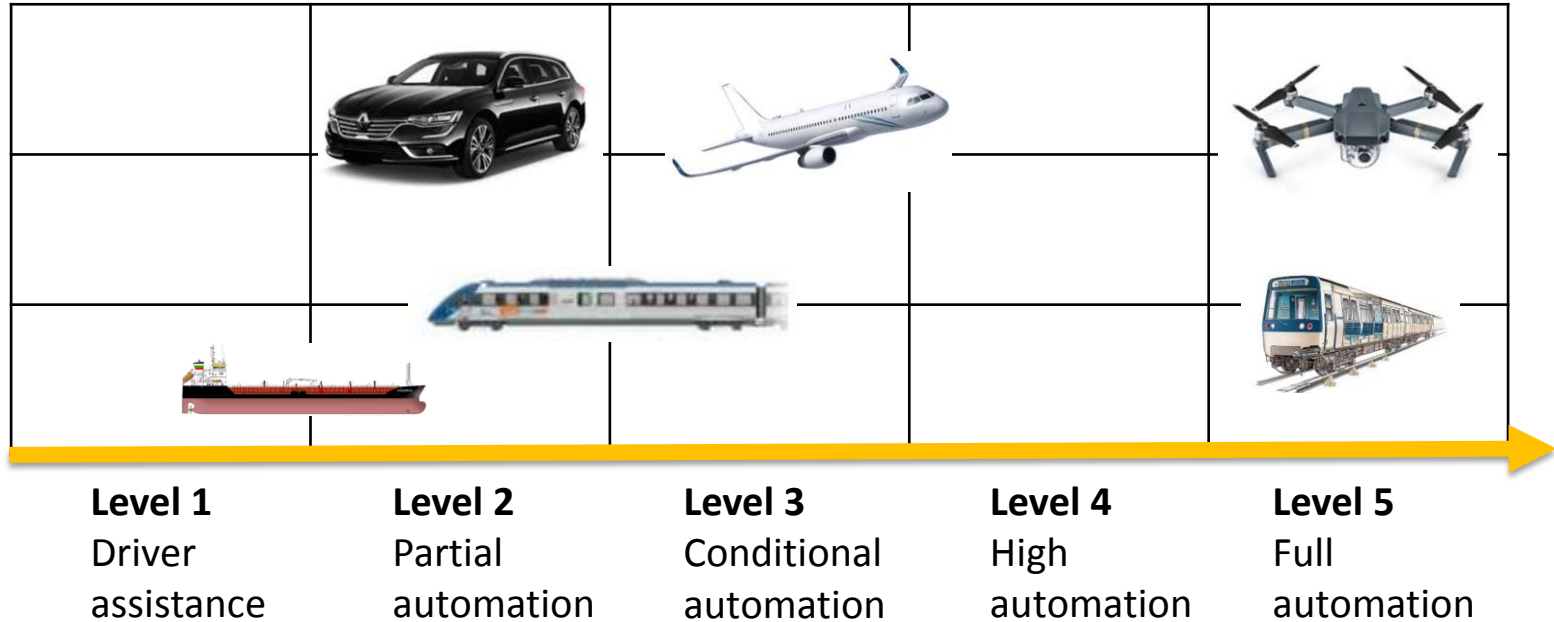 Level 1
Driver
assistance
Level 2
Partial
automation
Level 3
Conditional
automation
Level 4
High
automation
Level 5
Full
automation